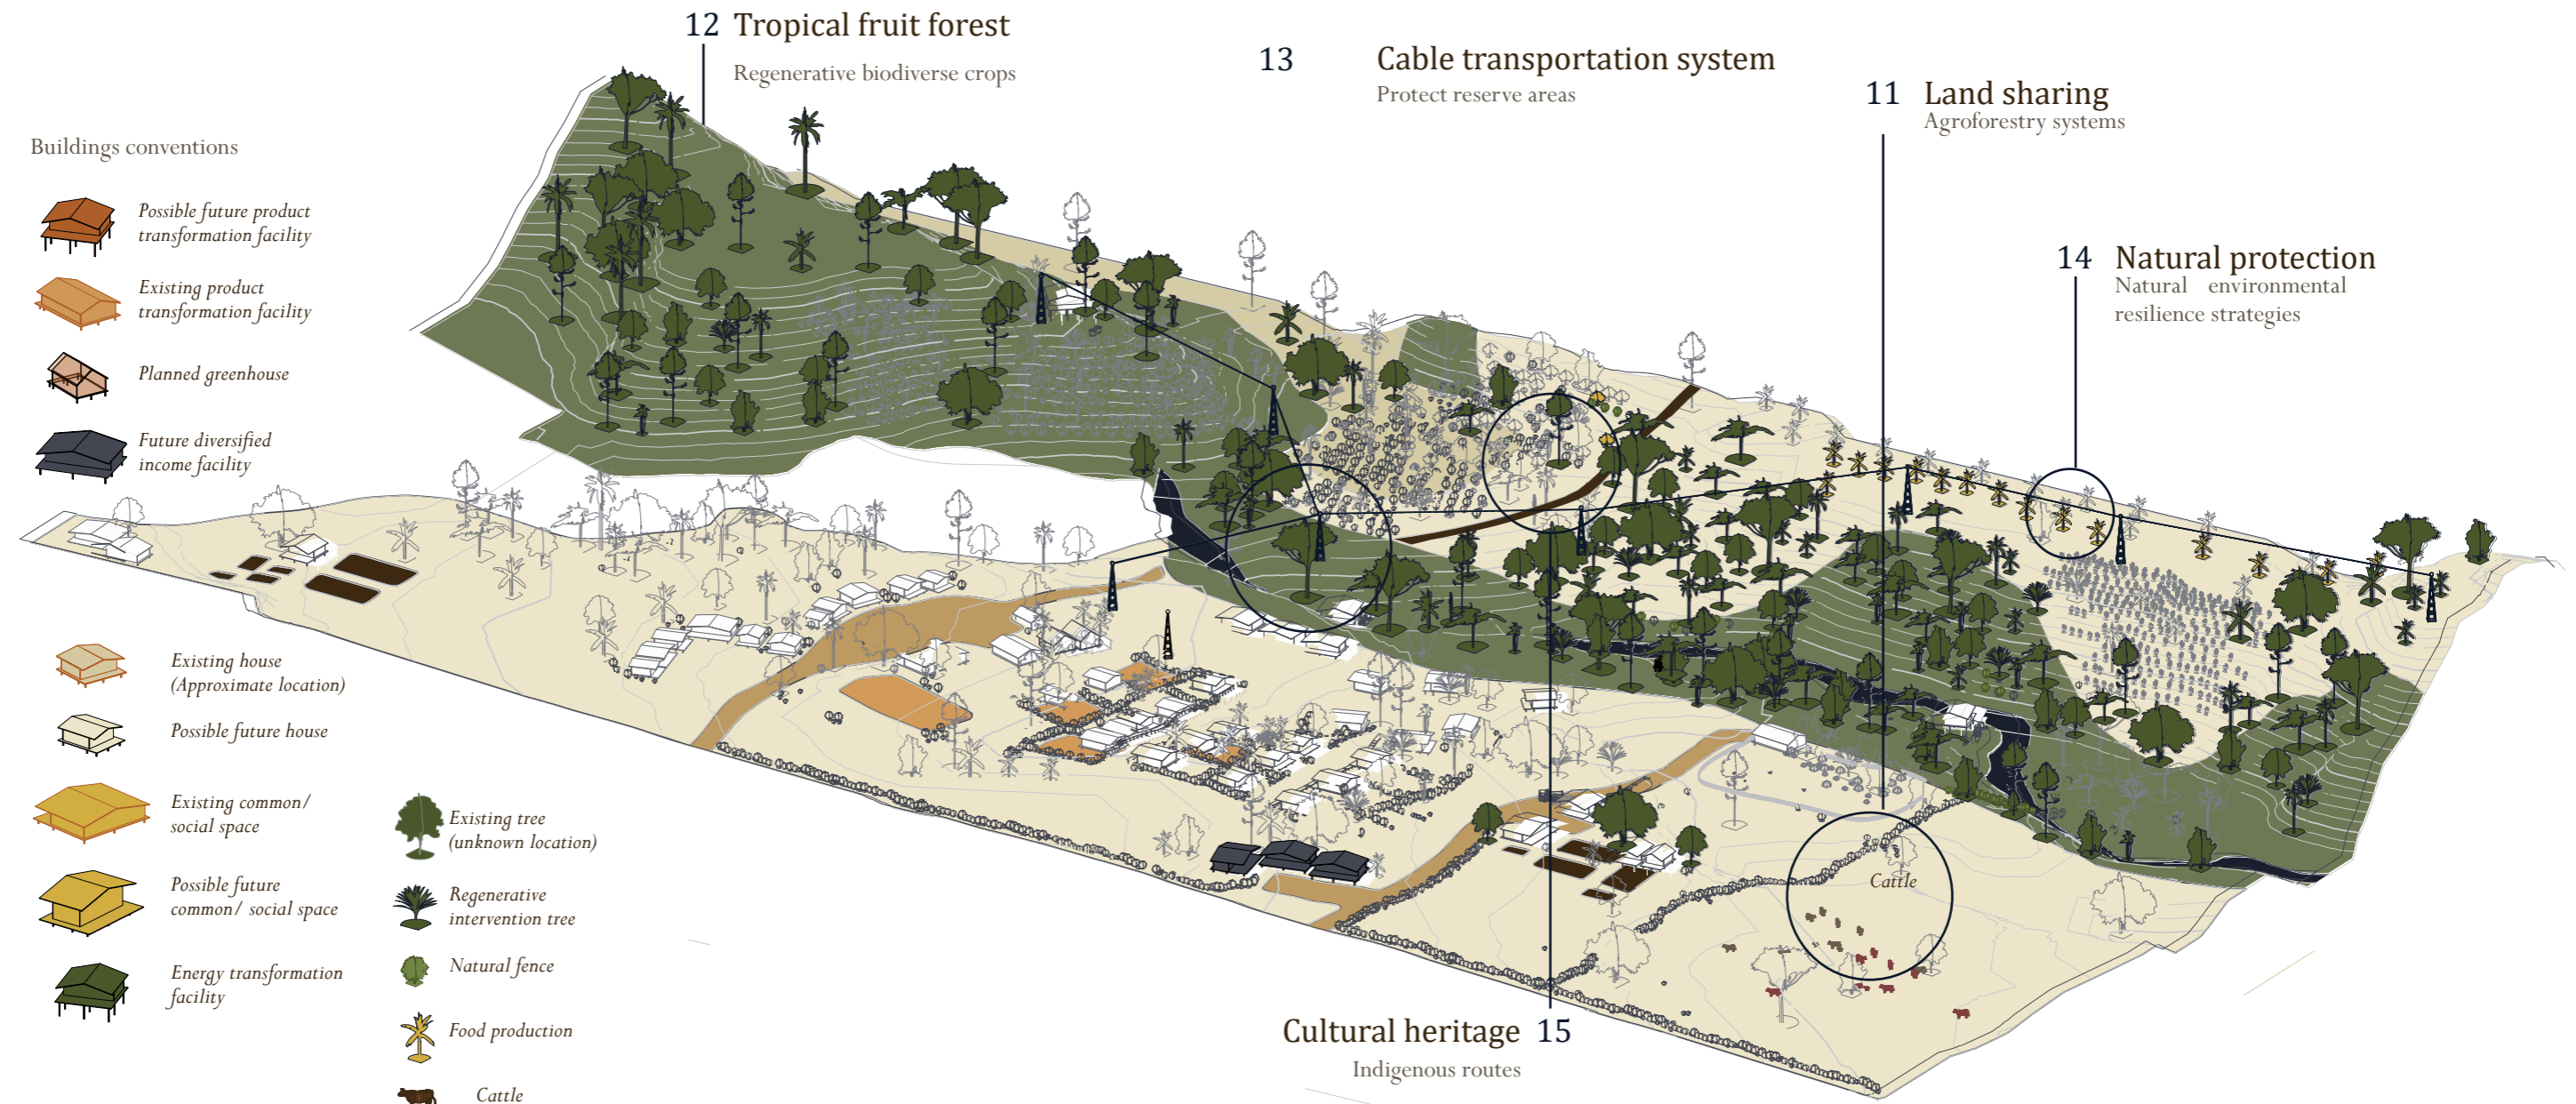 12 Tropical fruit forest
Regenerative biodiverse crops
13 Cable transportation system
Protect reserve areas
11 Land sharing
Agroforestry systems
14 Natural protection
Natural environmental
resilience strategies
Buildings conventions
Possible future product
transformation facility
Existing product
transformation facility
Planned greenhouse
Future diversified
income facility
Existing house
(Approximate location)
Possible future house
Existing common/
social space
Possible future
common/ social space
Energy transformation
facility
Existing tree
(unknown location)
Regenerative
intervention tree
Natural fence
Food production
Cattle
Cattle
Cultural heritage 15
Indigenous routes